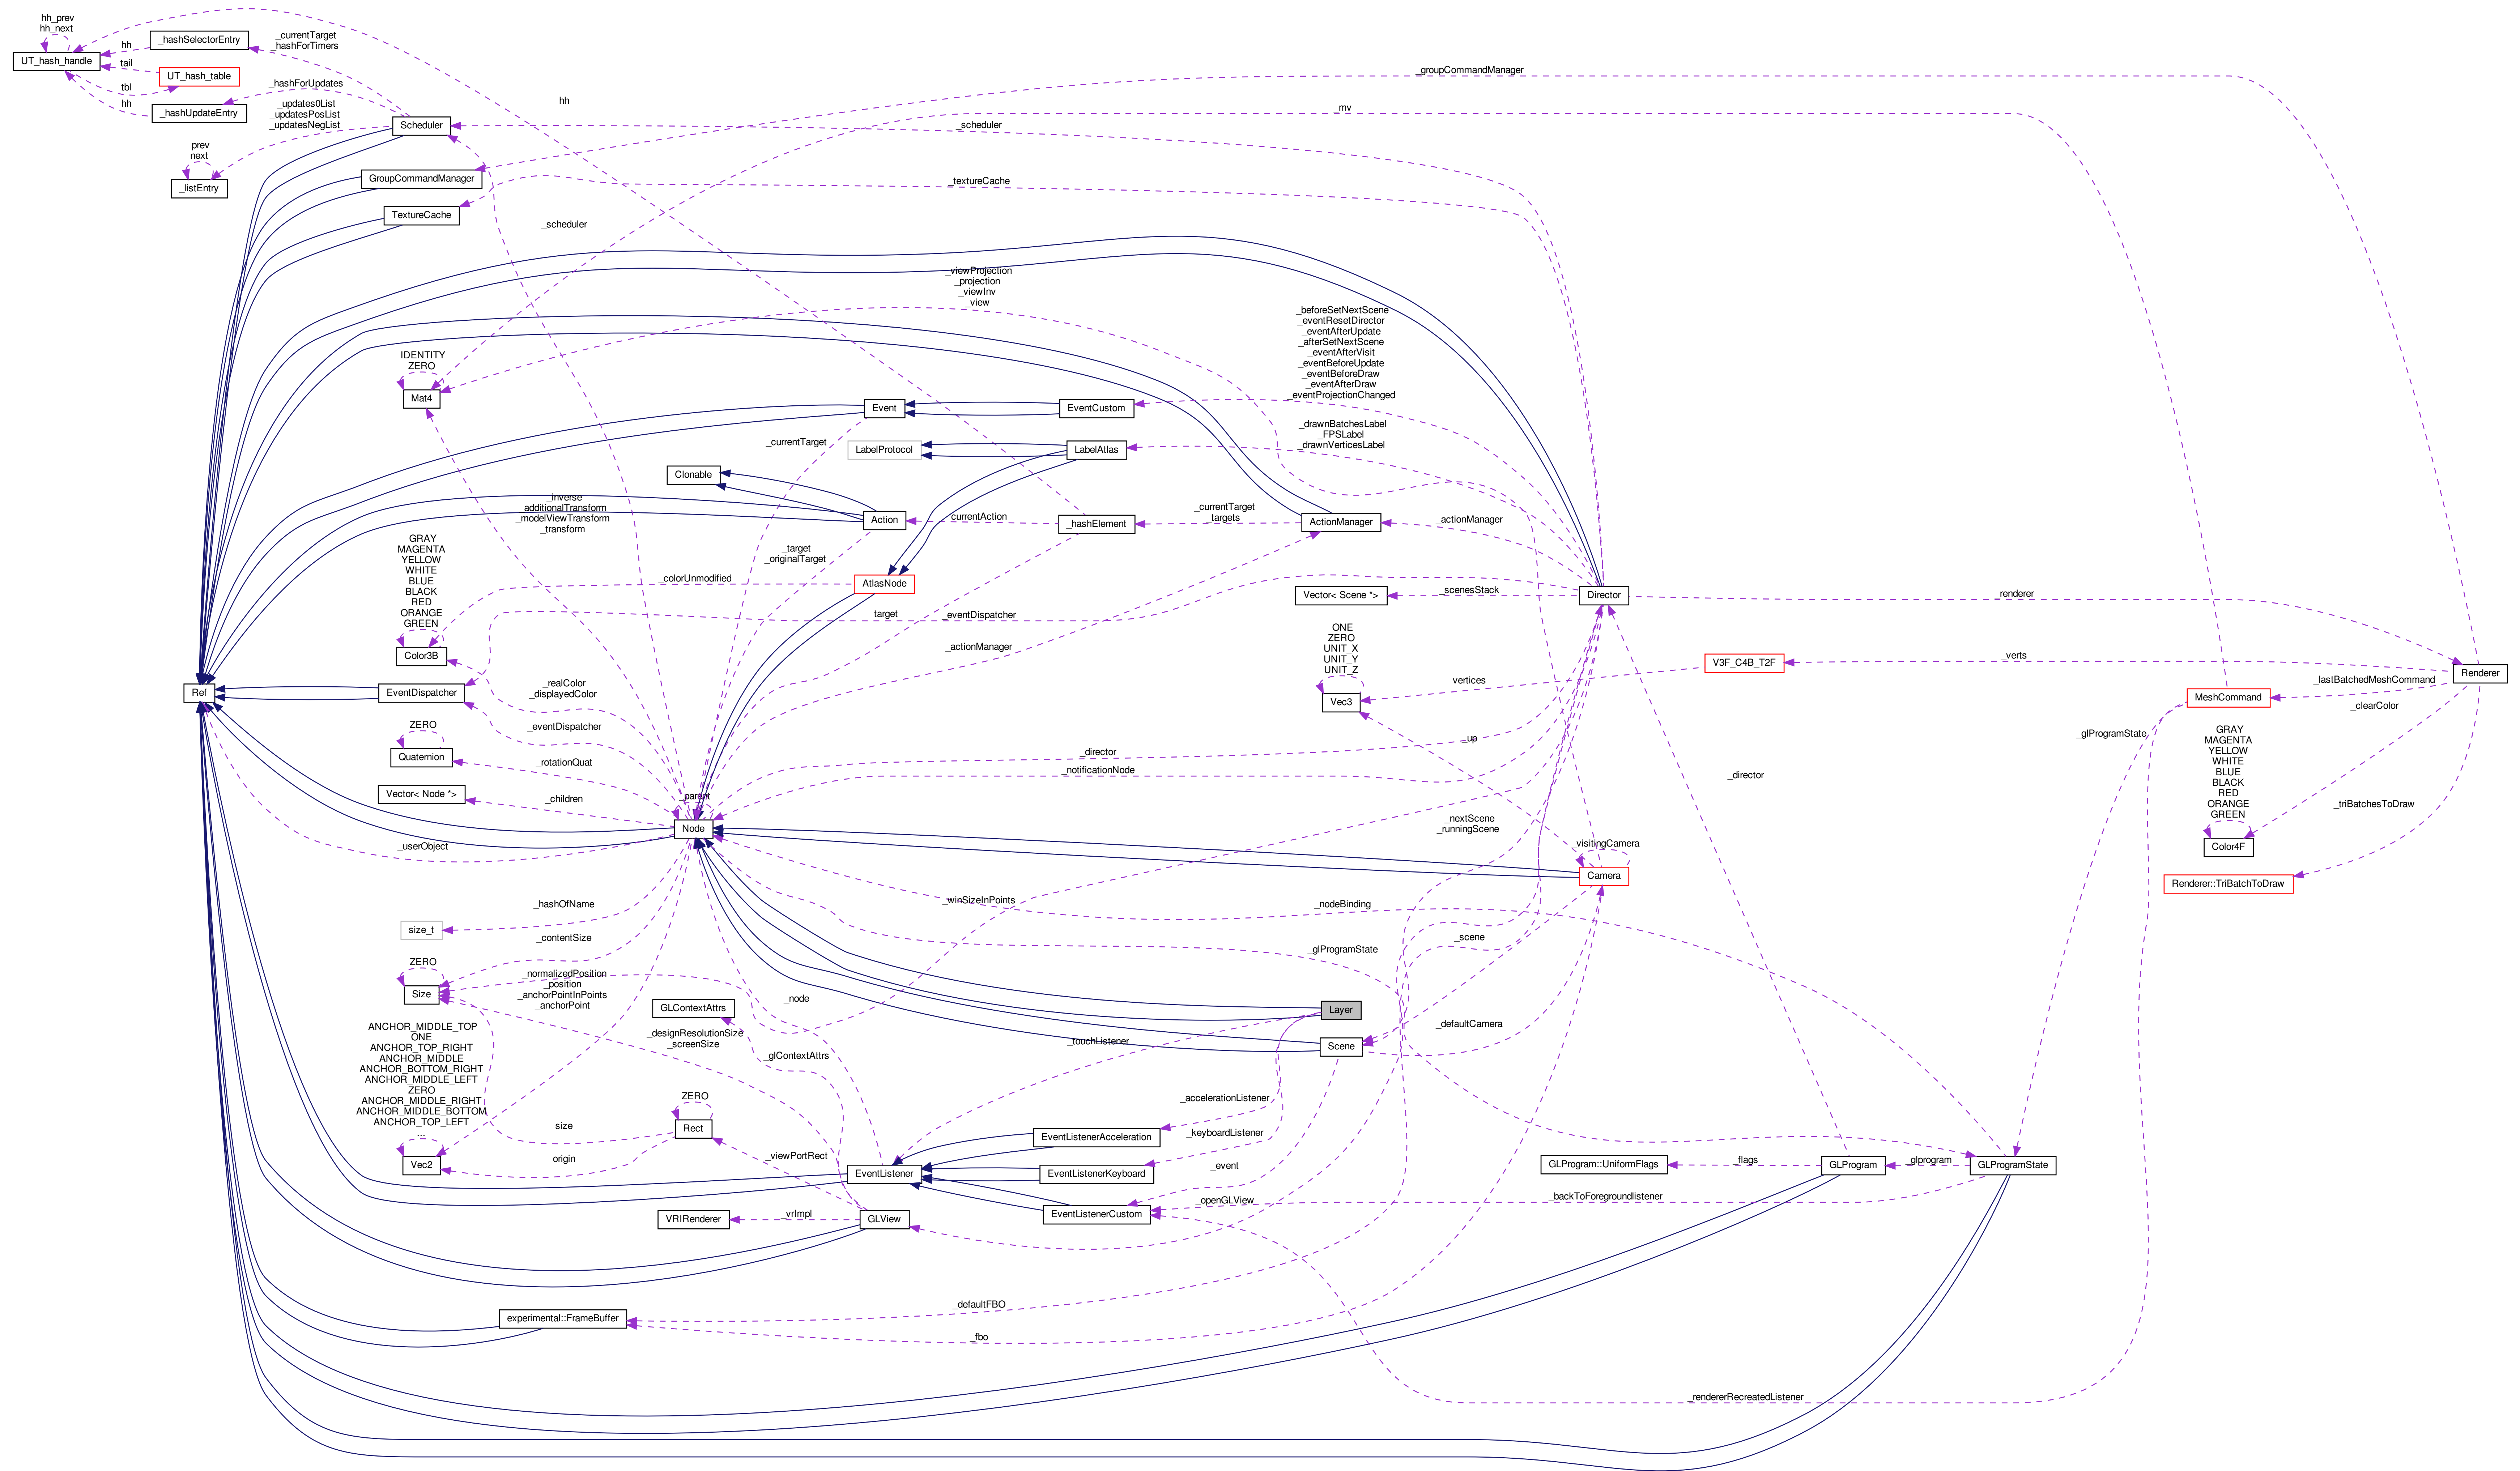 hh_prev
hh_next
UT_hash_handle
hh
_hashSelectorEntry
tail
UT_hash_table
tbl
hh
_hashUpdateEntry
_currentTarget
_hashForTimers
_hashForUpdates
_updates0List
_updatesPosList
_updatesNegList
prev
next
_listEntry
Scheduler
GroupCommandManager
TextureCache
hh
_scheduler
_groupCommandManager
_mv
_scheduler
_textureCache
_viewProjection
_projection
_viewInv
_view
IDENTITY
ZERO
Mat4
Event
EventCustom
_beforeSetNextScene
_eventResetDirector
_eventAfterUpdate
_afterSetNextScene
_eventAfterVisit
_eventBeforeUpdate
_eventBeforeDraw
_eventAfterDraw
_eventProjectionChanged
_currentTarget
LabelProtocol
LabelAtlas
_drawnBatchesLabel
_FPSLabel
_drawnVerticesLabel
Clonable
_inverse
_additionalTransform
_modelViewTransform
_transform
Action
currentAction
_hashElement
_currentTarget
_targets
ActionManager
_actionManager
_target
_originalTarget
GRAY
MAGENTA
YELLOW
WHITE
BLUE
BLACK
RED
ORANGE
GREEN
Color3B
_colorUnmodified
AtlasNode
target
_eventDispatcher
_actionManager
Vector< Scene *>
_scenesStack
Director
_renderer
ONE
ZERO
UNIT_X
UNIT_Y
UNIT_Z
Vec3
vertices
V3F_C4B_T2F
_verts
Renderer
_lastBatchedMeshCommand
MeshCommand
_clearColor
Ref
EventDispatcher
_realColor
_displayedColor
_eventDispatcher
ZERO
Quaternion
_rotationQuat
Vector< Node *>
_children
_parent
Node
_userObject
_director
_notificationNode
_up
_director
_glProgramState
GRAY
MAGENTA
YELLOW
WHITE
BLUE
BLACK
RED
ORANGE
GREEN
Color4F
_triBatchesToDraw
Renderer::TriBatchToDraw
_nextScene
_runningScene
_visitingCamera
Camera
_hashOfName
size_t
_winSizeInPoints
_nodeBinding
_contentSize
_glProgramState
_scene
ZERO
Size
_normalizedPosition
_position
_anchorPointInPoints
_anchorPoint
GLContextAttrs
_node
Layer
_designResolutionSize
_screenSize
_glContextAttrs
_touchListener
Scene
_defaultCamera
ANCHOR_MIDDLE_TOP
ONE
ANCHOR_TOP_RIGHT
ANCHOR_MIDDLE
ANCHOR_BOTTOM_RIGHT
ANCHOR_MIDDLE_LEFT
ZERO
ANCHOR_MIDDLE_RIGHT
ANCHOR_MIDDLE_BOTTOM
ANCHOR_TOP_LEFT
...
Vec2
size
origin
ZERO
Rect
_viewPortRect
EventListenerAcceleration
_accelerationListener
_keyboardListener
EventListener
EventListenerKeyboard
_event
EventListenerCustom
_openGLView
GLProgram::UniformFlags
_flags
GLProgram
_glprogram
GLProgramState
_backToForegroundlistener
VRIRenderer
_vrImpl
GLView
experimental::FrameBuffer
_defaultFBO
_fbo
_rendererRecreatedListener